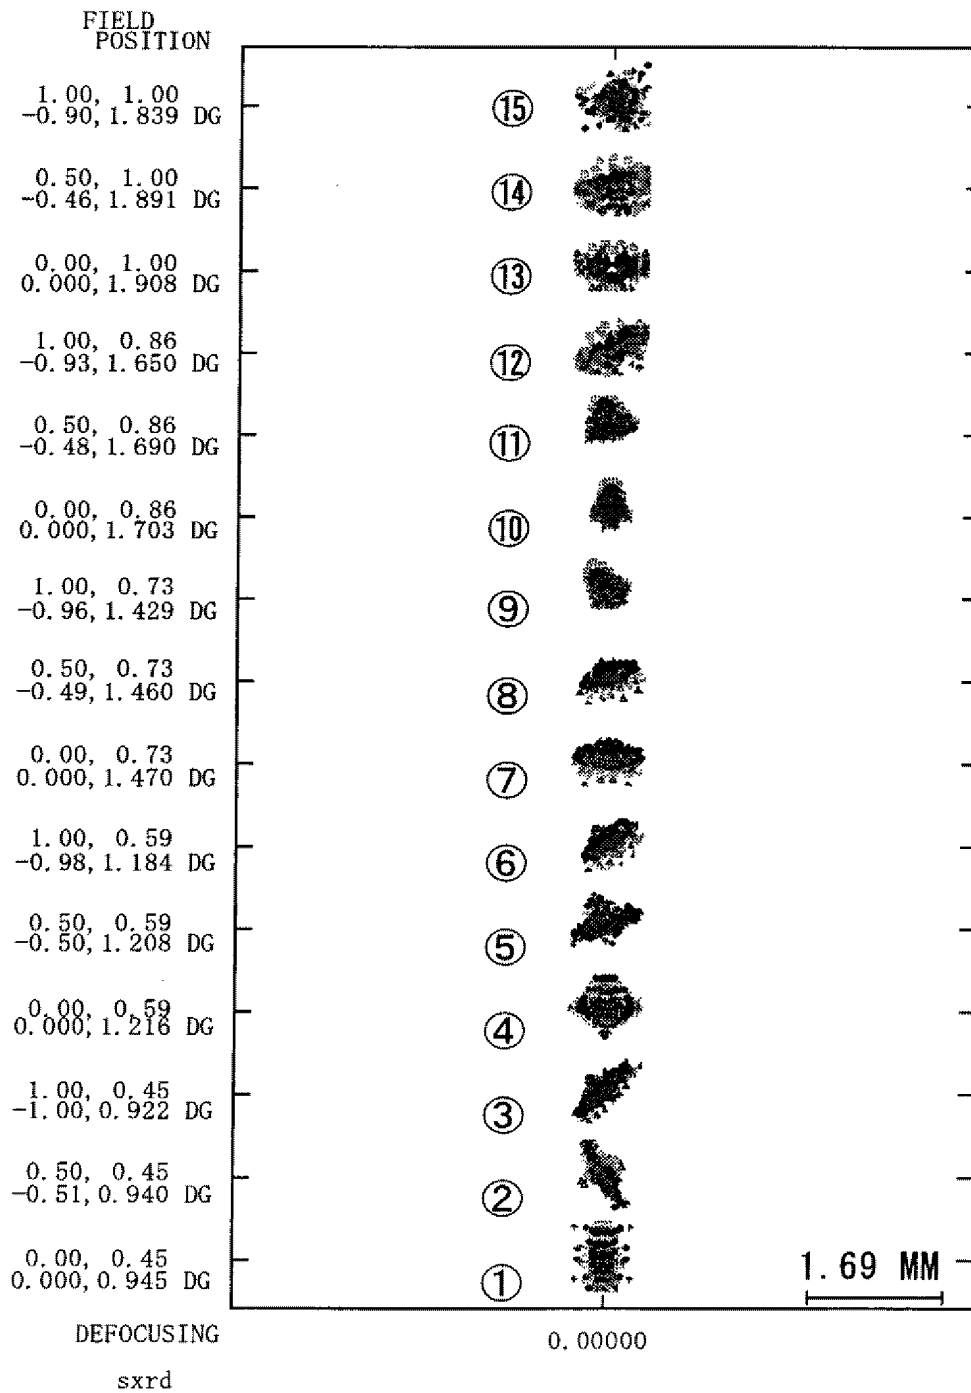 FIELD
POSITION
1.00, 1.00
-0.90, 1.839 DG
⑮
0.50, 1.00
-0.46, 1.891 DG
⑭
0.00, 1.00
0.000, 1.908 DG
⑬
1.00, 0.86
-0.93, 1.650 DG
⑫
0.50, 0.86
-0.48, 1.690 DG
⑪
0.00, 0.86
0.000, 1.703 DG
⑩
1.00, 0.73
-0.96, 1.429 DG
⑨
0.50, 0.73
-0.49, 1.460 DG
⑧
0.00, 0.73
0.000, 1.470 DG
⑦
1.00, 0.59
-0.98, 1.184 DG
⑥
0.50, 0.59
-0.50, 1.208 DG
⑤
0.00, 0.59
0.000, 1.216 DG
④
1.00, 0.45
-1.00, 0.922 DG
③
0.50, 0.45
-0.51, 0.940 DG
②
0.00, 0.45
0.000, 0.945 DG
①
1.69 MM
DEFOCUSING
0.00000
sxrd